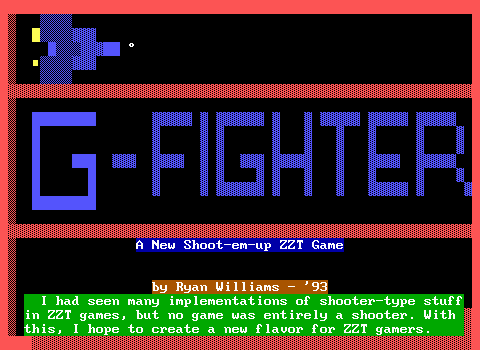 G-FIGHTER
A New Shoot-em-up ZZT Game
by Ryan Williams - '93
I had seen many implementations of shooter-type stuff
in ZZT games, but no game was entirely a shooter. With
this, I hope to create a new flavor for ZZT gamers.